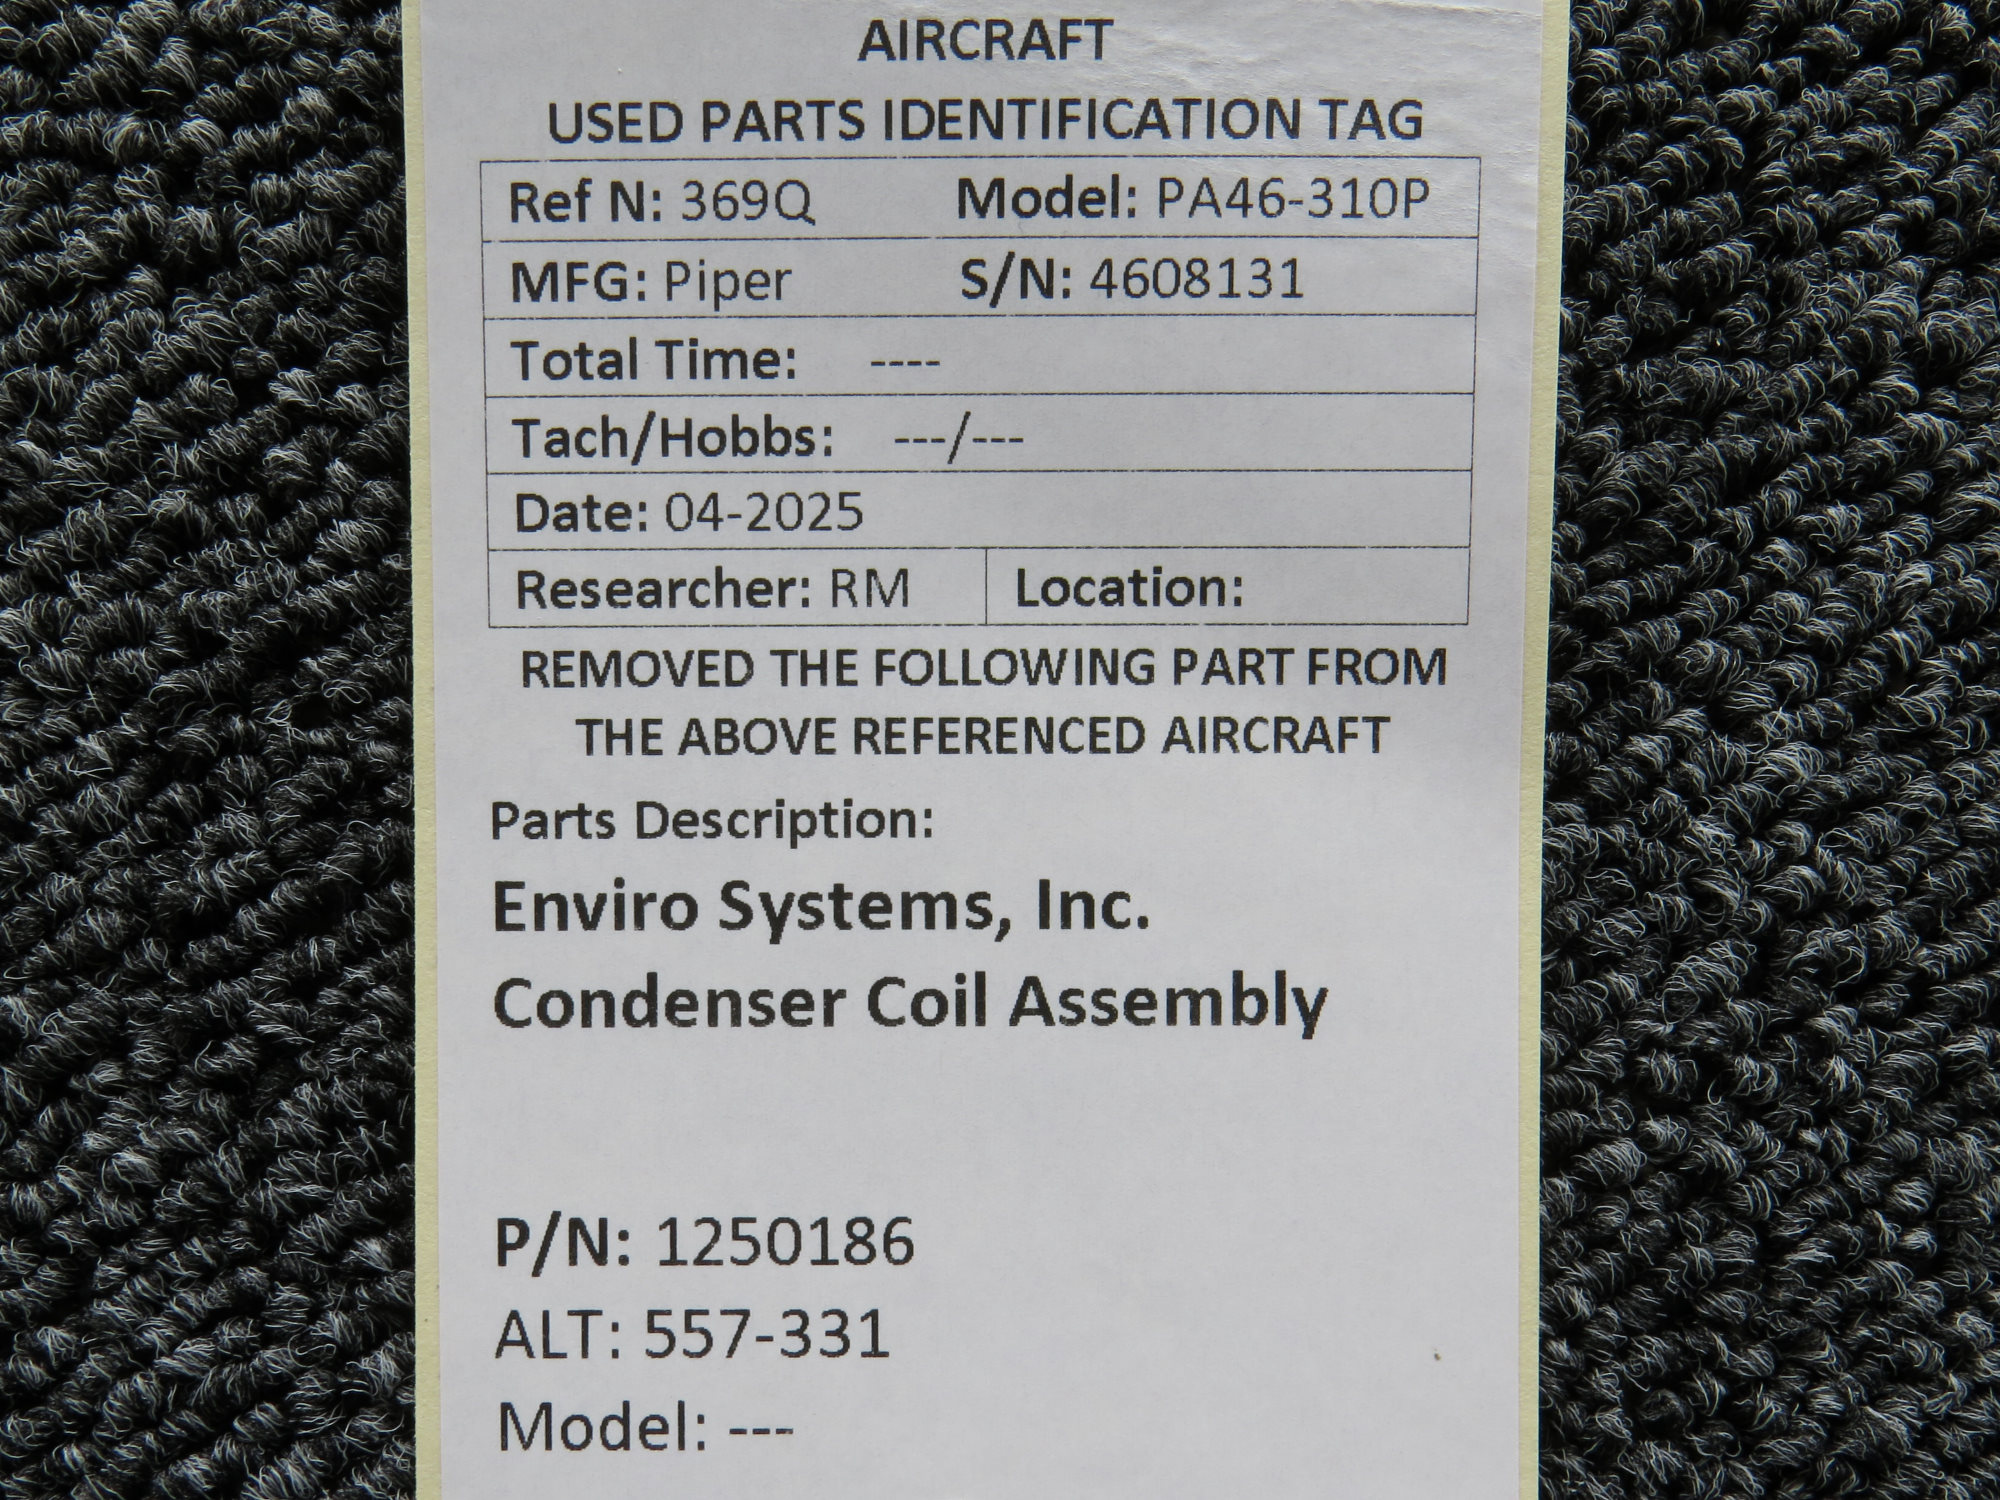 AIRCRAFT
USED PARTS IDENTIFICATION TAG
Ref N: 369Q Model: PA46-310P
MFG: Piper S/N: 4608131
Total Time: ----
Tach/Hobbs: ---/---
Date: 04-2025
Researcher: RM Location:
REMOVED THE FOLLOWING PART FROM
THE ABOVE REFERENCED AIRCRAFT
Parts Description:
Enviro Systems, Inc.
Condenser Coil Assembly
P/N: 1250186
ALT: 557-331
Model: ---